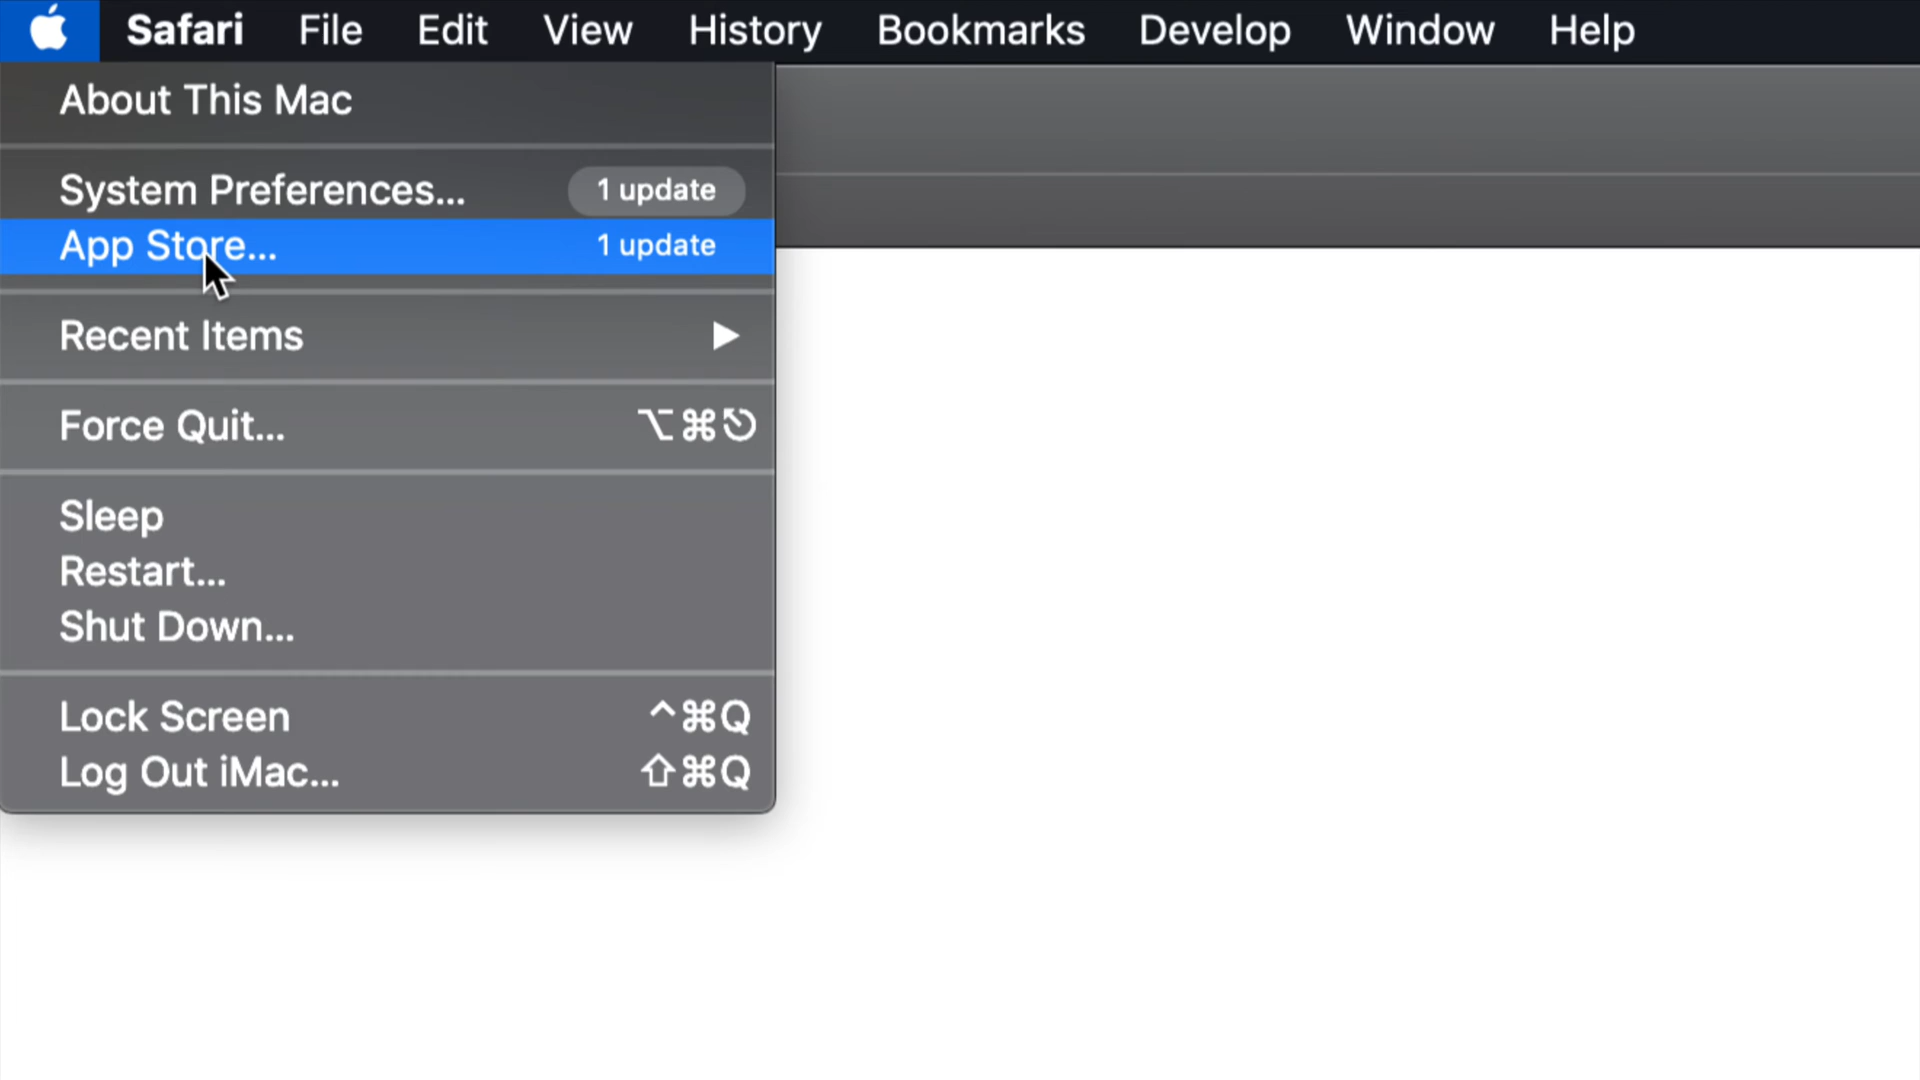 Safari File Edit View History Bookmarks Develop Window Help
About This Mac
System Preferences... 1 update
App Store... 1 update
Recent Items ▶
Force Quit... ⌥⌘⎋
Sleep
Restart...
Shut Down...
Lock Screen ^⌘Q
Log Out iMac... ⇧⌘Q